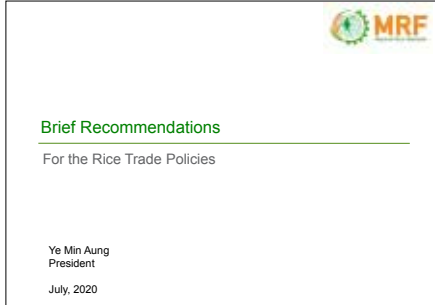 MRF
Brief Recommendations
For the Rice Trade Policies
Ye Min Aung
President
July, 2020